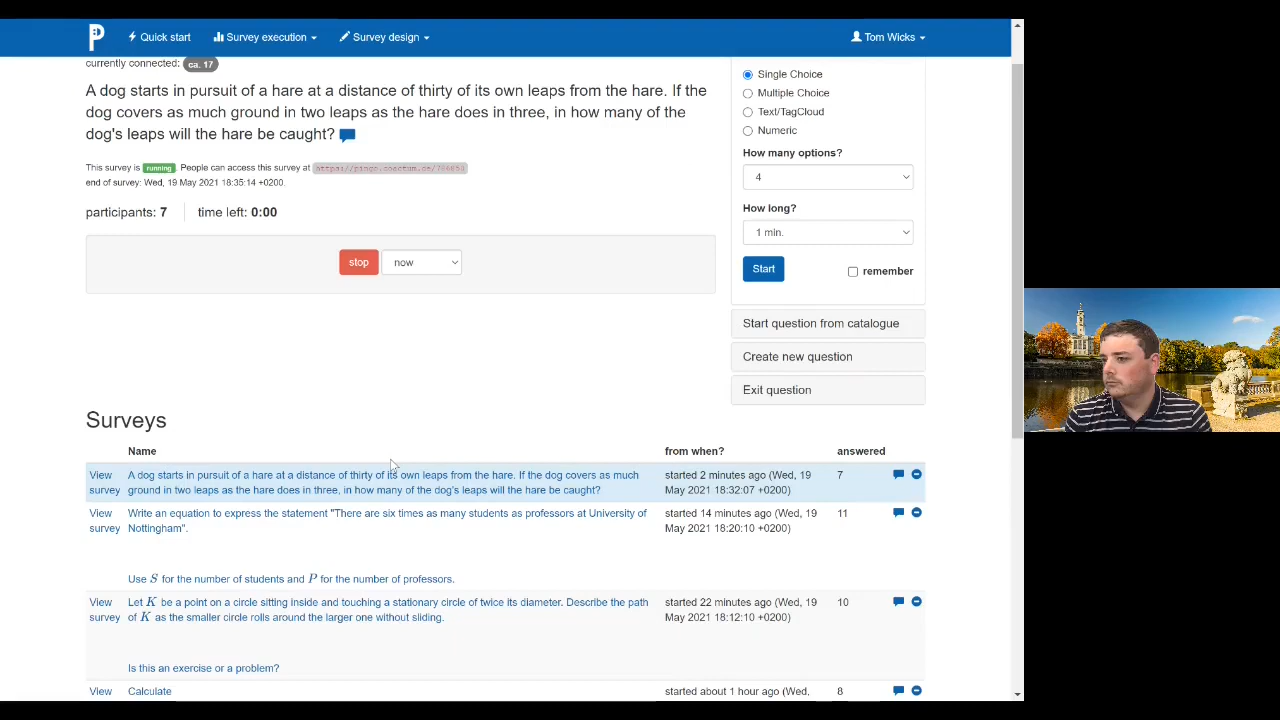 P Quick start Survey execution Survey design Tom Wicks
currently connected: ca. 17
A dog starts in pursuit of a hare at a distance of thirty of its own leaps from the hare. If the
dog covers as much ground in two leaps as the hare does in three, in how many of the
dog's leaps will the hare be caught?
This survey is running. People can access this survey at
end of survey: Wed, 19 May 2021 18:35:14 +0200.
participants: 7 time left: 0:00
stop now
Single Choice
Multiple Choice
Text/TagCloud
Numeric
How many options?
4
How long?
1 min.
Start remember
Start question from catalogue
Create new question
Exit question
Surveys
Name from when? answered
View A dog starts in pursuit of a hare at a distance of thirty of its own leaps from the hare. If the dog covers as much started 2 minutes ago (Wed, 19 7
survey ground in two leaps as the hare does in three, in how many of the dog's leaps will the hare be caught? May 2021 18:32:07 +0200)
View Write an equation to express the statement "There are six times as many students as professors at University of started 14 minutes ago (Wed, 19 11
survey Nottingham". May 2021 18:20:10 +0200)
Use S for the number of students and P for the number of professors.
View Let K be a point on a circle sitting inside and touching a stationary circle of twice its diameter. Describe the path started 22 minutes ago (Wed, 19 10
survey of K as the smaller circle rolls around the larger one without sliding. May 2021 18:12:10 +0200)
Is this an exercise or a problem?
View Calculate started about 1 hour ago (Wed, 8